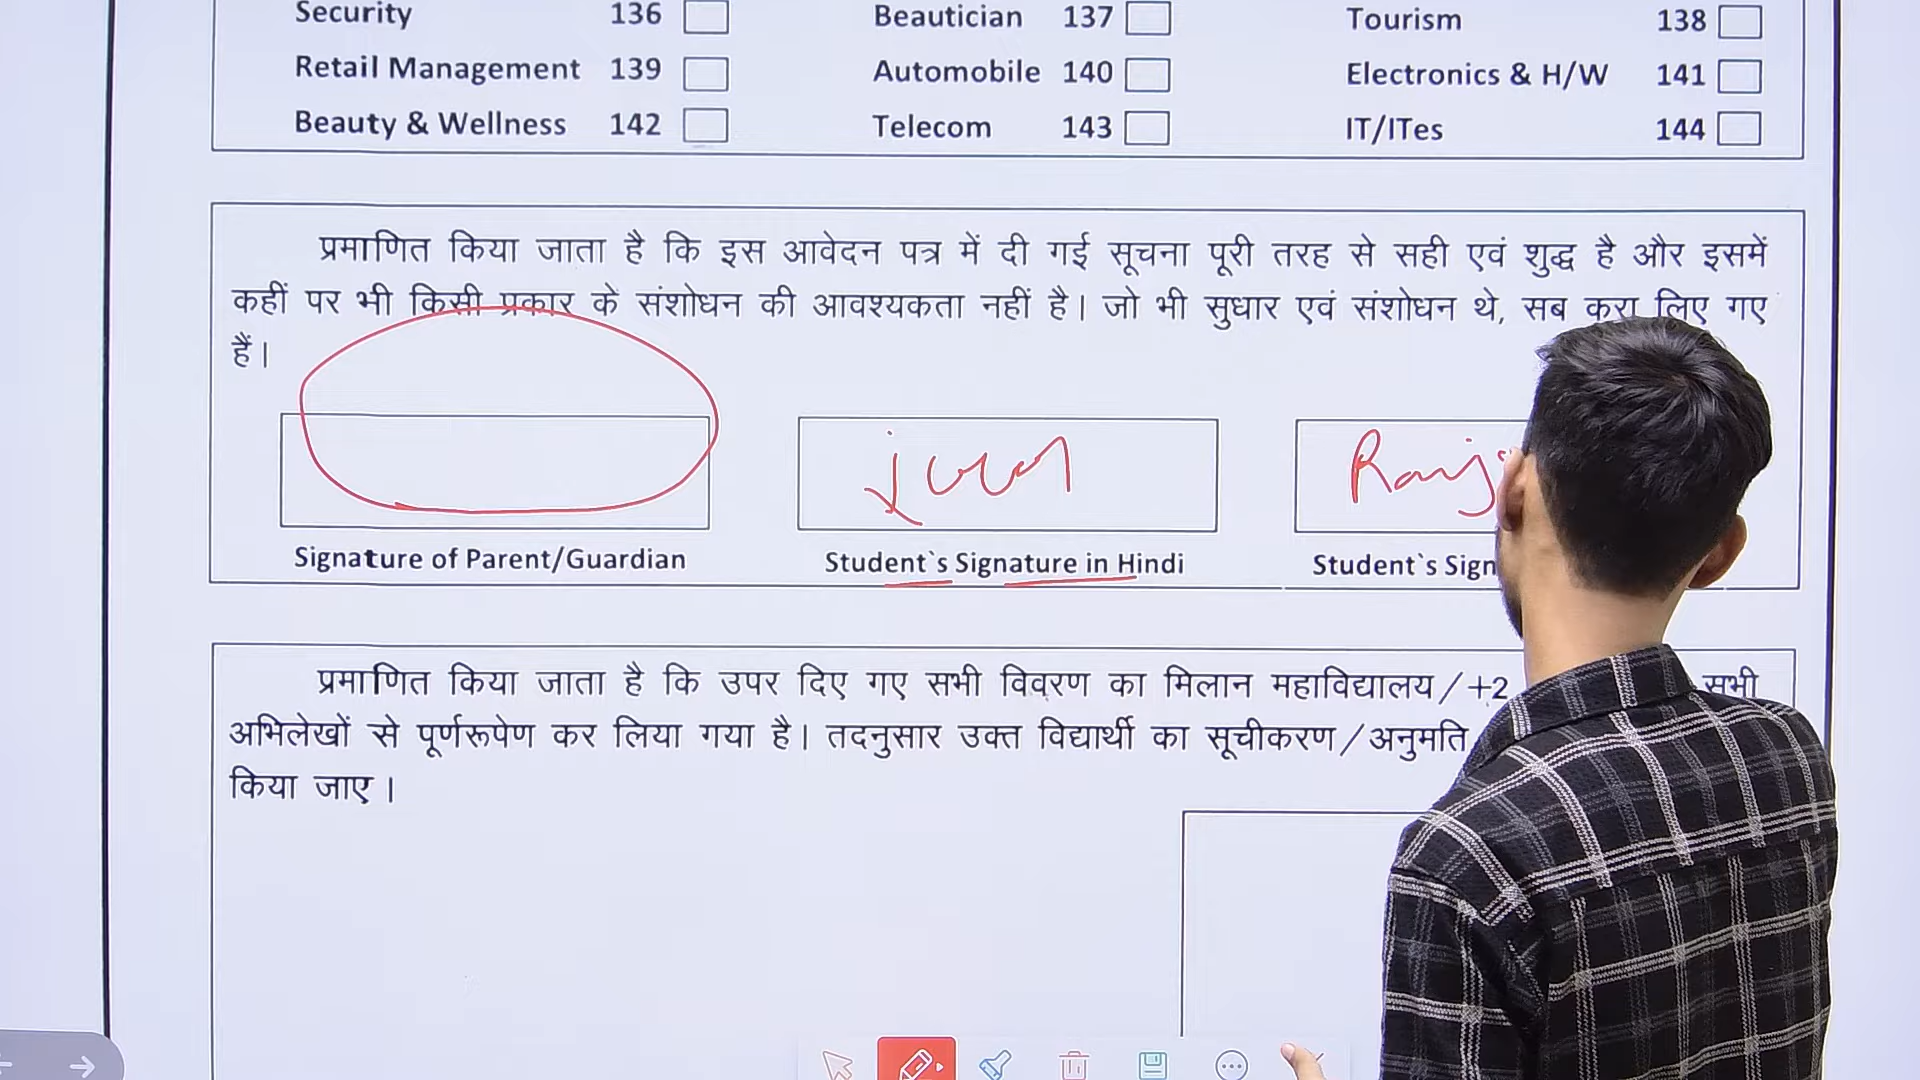 Security 136 Beautician 137 Tourism 138
Retail Management 139 Automobile 140 Electronics & H/W 141
Beauty & Wellness 142 Telecom 143 IT/ITes 144
प्रमाणित किया जाता है कि इस आवेदन पत्र में दी गई सूचना पूरी तरह से सही एवं शुद्ध है और इसमें
कहीं पर भी किसी प्रकार के संशोधन की आवश्यकता नहीं है। जो भी सुधार एवं संशोधन थे, सब करा लिए गए
हैं।
Signature of Parent/Guardian Student`s Signature in Hindi Student`s Sign
प्रमाणित किया जाता है कि उपर दिए गए सभी विवरण का मिलान महाविद्यालय/+2 सभी
अभिलेखों से पूर्णरूपेण कर लिया गया है। तदनुसार उक्त विद्यार्थी का सूचीकरण/अनुमति
किया जाए।